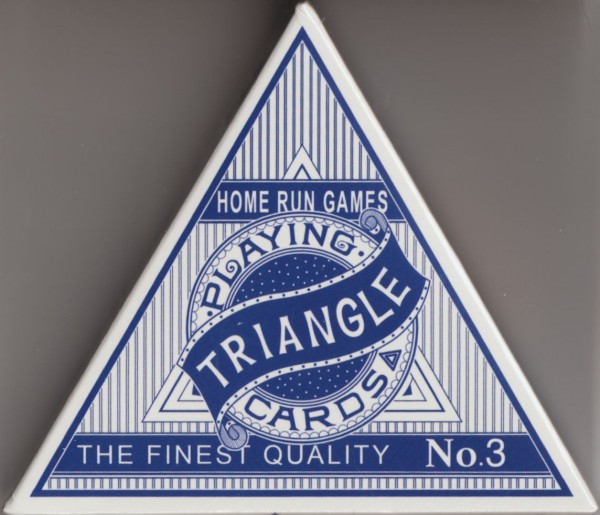 HOME RUN GAMES
PLAYING
TRIANGLE
CARDS
THE FINEST QUALITY No.3